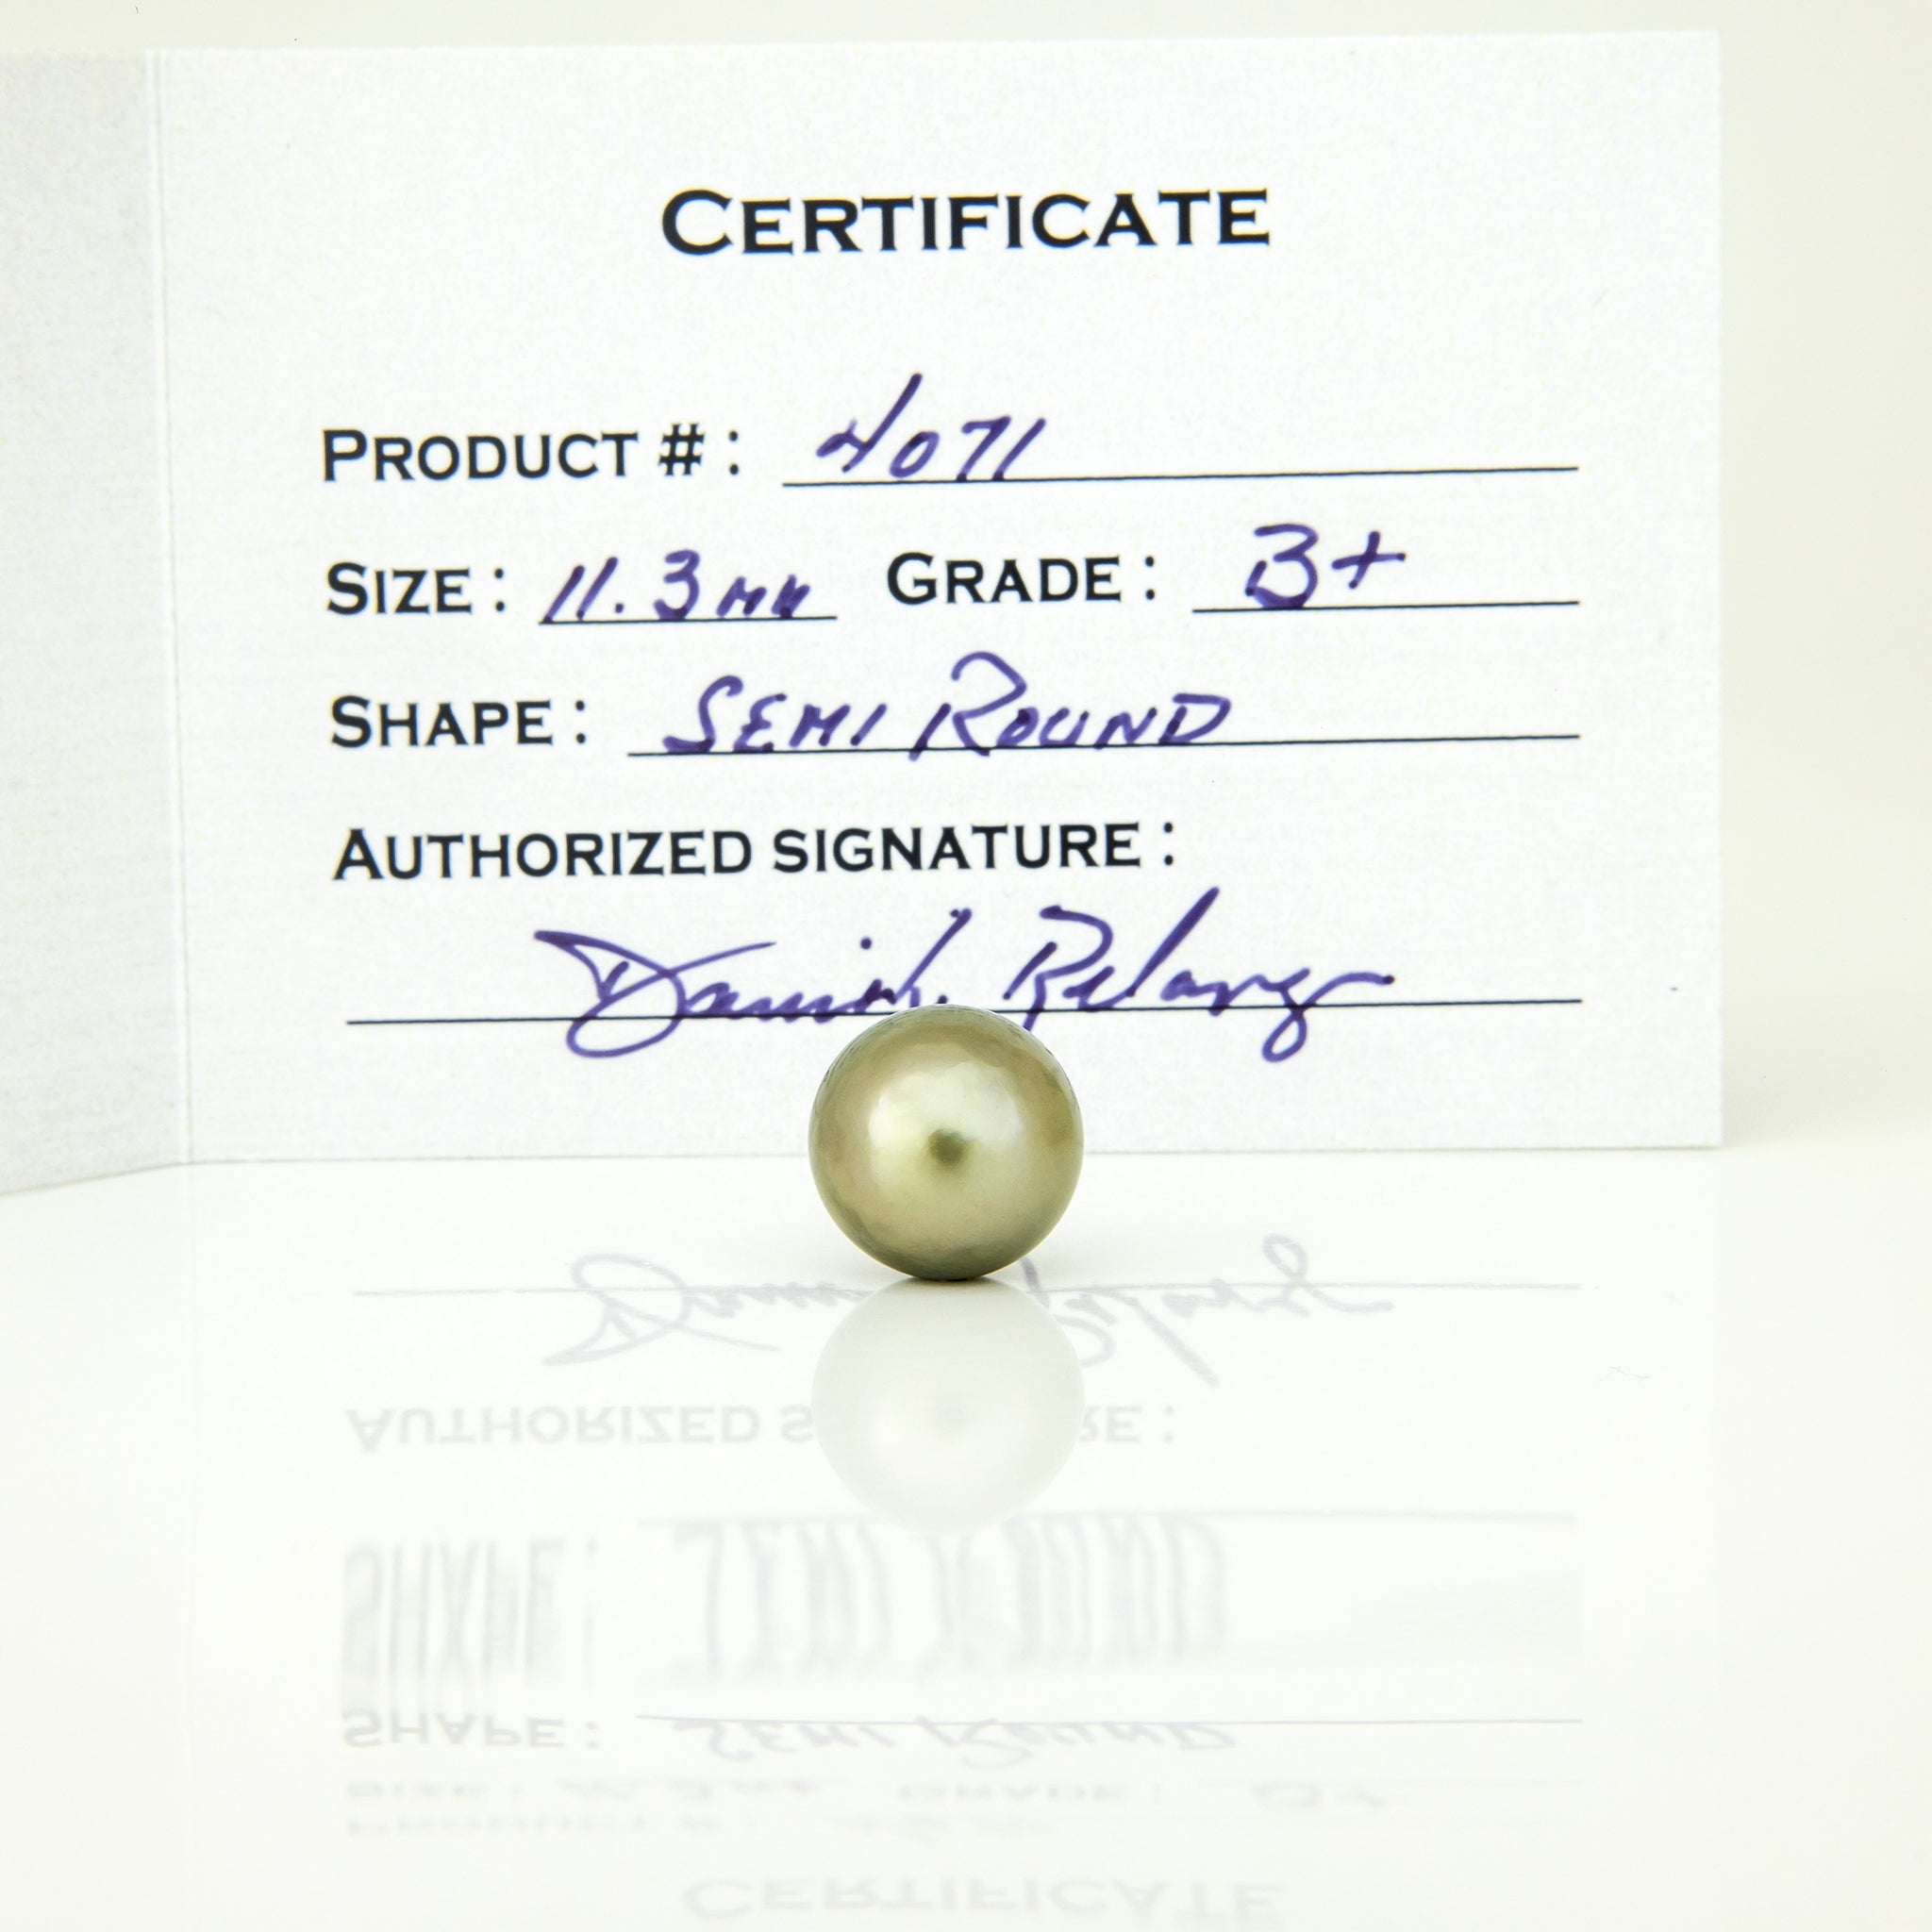 CERTIFICATE
PRODUCT #: 4071
SIZE: 11.3mm GRADE: B+
SHAPE: SEMI ROUND
AUTHORIZED SIGNATURE: